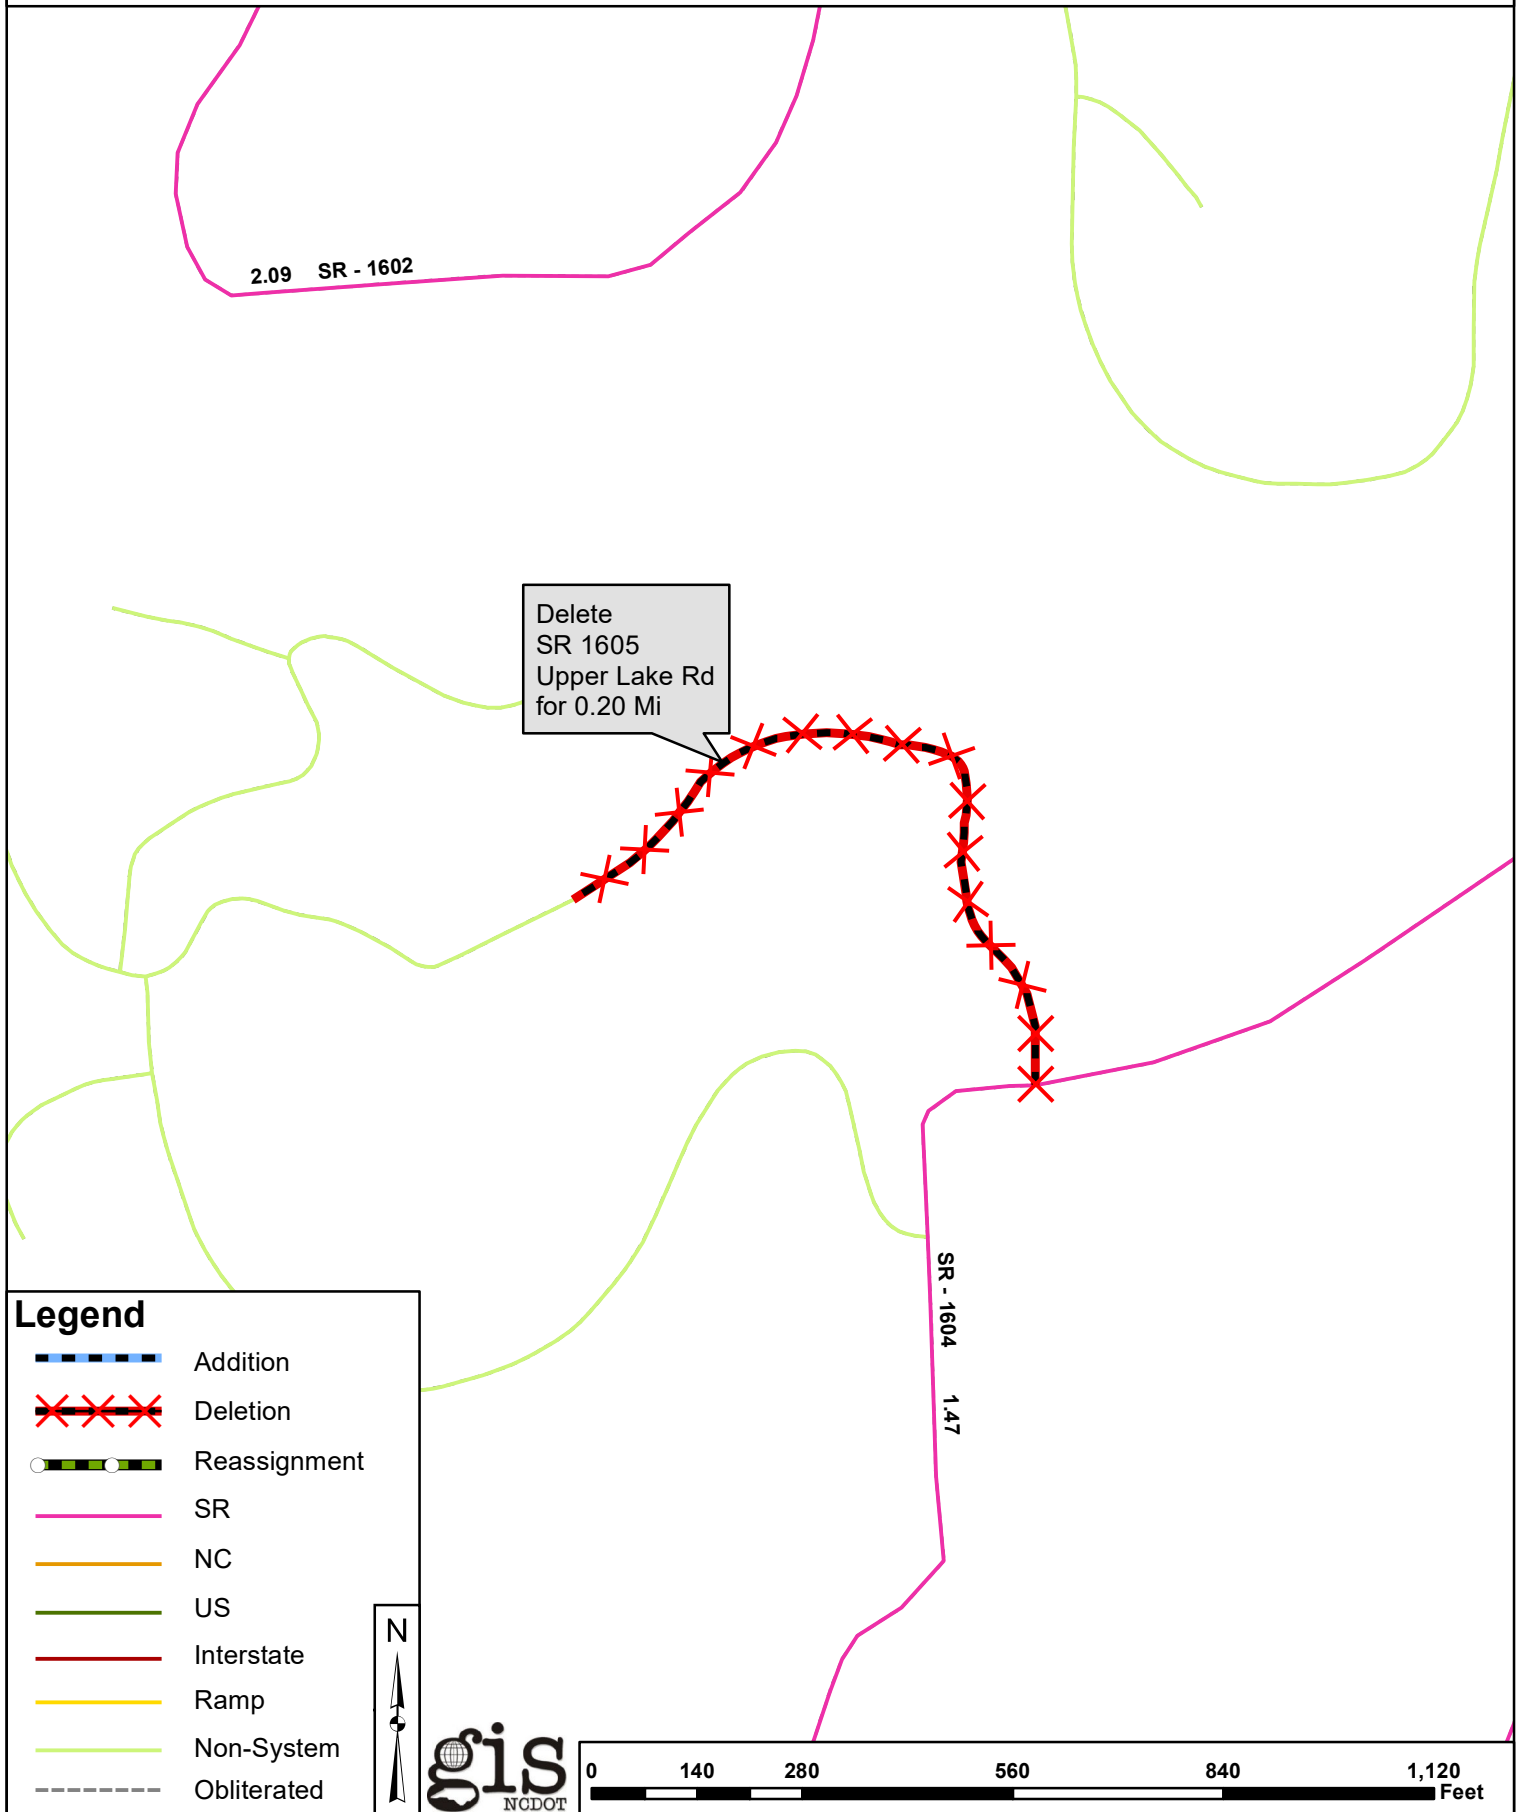 2.09 SR - 1602
Delete
SR 1605
Upper Lake Rd
for 0.20 Mi
SR - 1604 1.47
Legend
Addition
Deletion
Reassignment
SR
NC
US
Interstate
Ramp
Non-System
Obliterated
N
gis
NCDOT
0 140 280 560 840 1,120
Feet